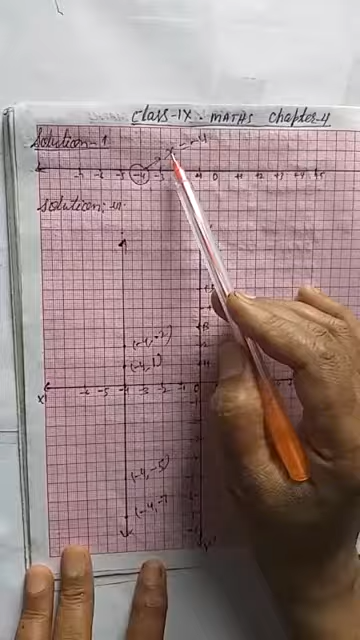 Class-IX. MATHS Chapter-4
Solution-1
x = -4
-7 -6 -5 -4 -3 0 +1 +2 +3 +4 +5
Solution; ii.
(-4, 1)
X' -6 -5 -4 -3 -2 -1 0
(-4, -5)
(-4, -7
Y'